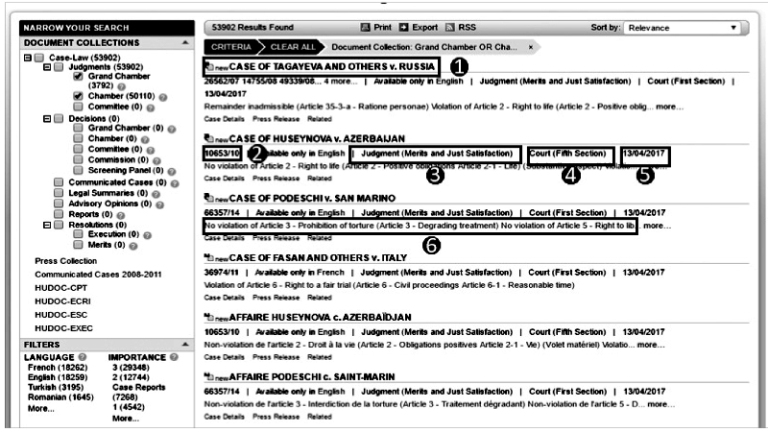 NARROW YOUR SEARCH
DOCUMENT COLLECTIONS
Case-Law (53902)
Judgments (53902)
Grand Chamber
(3792)
Chamber (50110)
Committee (0)
Decisions (0)
Grand Chamber (0)
Chamber (0)
Committee (0)
Commission (0)
Screening Panel (0)
Communicated Cases (0)
Legal Summaries (0)
Advisory Opinions (0)
Reports (0)
Resolutions (0)
Execution (0)
Merits (0)
Press Collection
Communicated Cases 2008-2011
HUDOC-CPT
HUDOC-ECRI
HUDOC-ESC
HUDOC-EXEC
FILTERS
LANGUAGE
French (18262)
English (18259)
Turkish (3195)
Romanian (1645)
More...
IMPORTANCE
3 (29348)
2 (12744)
Case Reports
(7268)
1 (4542)
More...
53902 Results Found Print Export RSS Sort by: Relevance
CRITERIA CLEAR ALL Document Collection: Grand Chamber OR Cha... ×
new CASE OF TAGAYEVA AND OTHERS v. RUSSIA 1
26562/07 14755/08 49339/08... 4 more... | Available only in English | Judgment (Merits and Just Satisfaction) | Court (First Section) |
13/04/2017
Remainder inadmissible (Article 35-3-a - Ratione personae) Violation of Article 2 - Right to life (Article 2 - Positive oblig... more...
Case Details Press Release Related
new CASE OF HUSEYNOVA v. AZERBAIJAN
10653/10 2 Available only in English | Judgment (Merits and Just Satisfaction) | Court (Fifth Section) | 13/04/2017
No violation of Article 2 - Right to life (Article 2 - Positive obligations Article 2-1 - Life) (Substantive aspect) 3 4 5
Case Details Press Release Related
new CASE OF PODESCHI v. SAN MARINO
66357/14 | Available only in English | Judgment (Merits and Just Satisfaction) | Court (First Section) | 13/04/2017
No violation of Article 3 - Prohibition of torture (Article 3 - Degrading treatment) No violation of Article 5 - Right to lib... more...
Case Details Press Release Related 6
new CASE OF FASAN AND OTHERS v. ITALY
36974/11 | Available only in French | Judgment (Merits and Just Satisfaction) | Court (First Section) | 13/04/2017
Violation of Article 6 - Right to a fair trial (Article 6 - Civil proceedings Article 6-1 - Reasonable time)
Case Details Press Release Related
new AFFAIRE HUSEYNOVA c. AZERBAÏDJAN
10653/10 | Available only in English | Judgment (Merits and Just Satisfaction) | Court (Fifth Section) | 13/04/2017
Non-violation de l'article 2 - Droit à la vie (Article 2 - Obligations positives Article 2-1 - Vie) (Volet matériel) Violatio... more...
Case Details Press Release Related
new AFFAIRE PODESCHI c. SAINT-MARIN
66357/14 | Available only in English | Judgment (Merits and Just Satisfaction) | Court (First Section) | 13/04/2017
Non-violation de l'article 3 - Interdiction de la torture (Article 3 - Traitement dégradant) Non-violation de l'article 5 - D... more...
Case Details Press Release Related